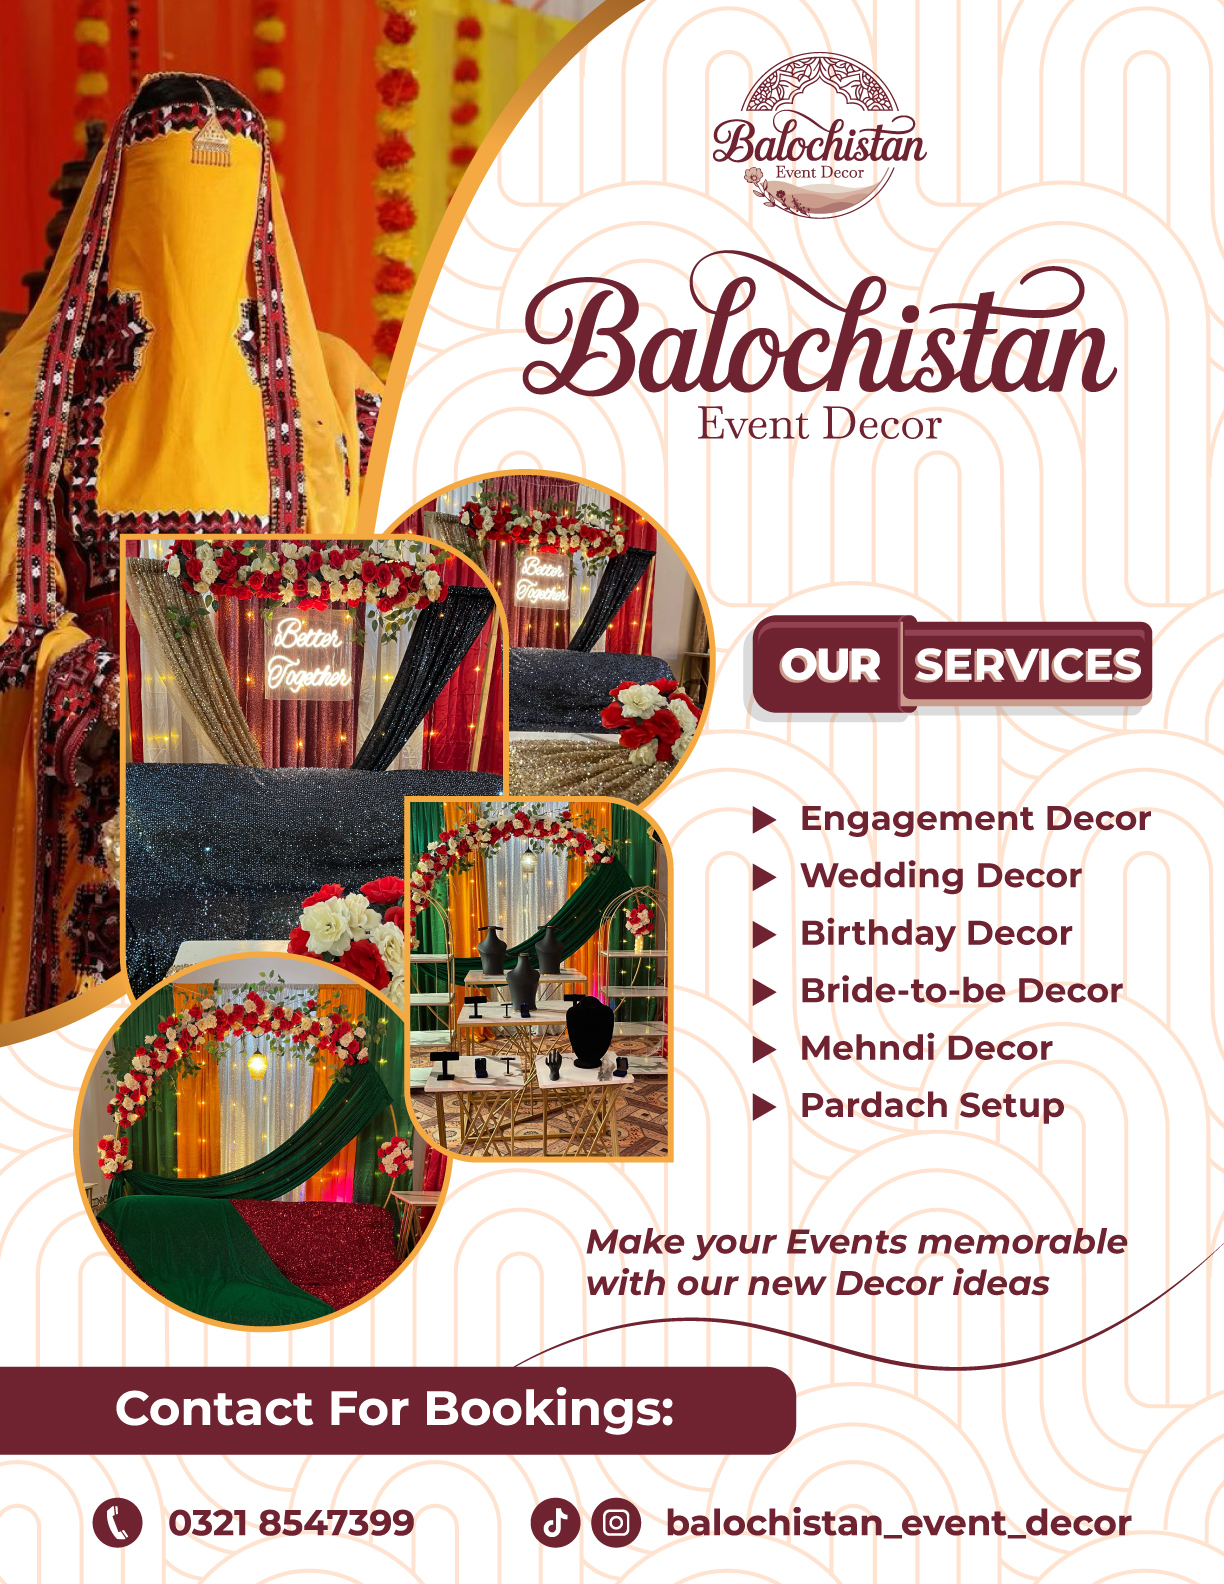 Balochistan
Event Decor
Balochistan
Event Decor
Better
Together
Better
Together
OUR SERVICES
Engagement Decor
Wedding Decor
Birthday Decor
Bride-to-be Decor
Mehndi Decor
Pardach Setup
Make your Events memorable
with our new Decor ideas
Contact For Bookings:
0321 8547399
balochistan_event_decor